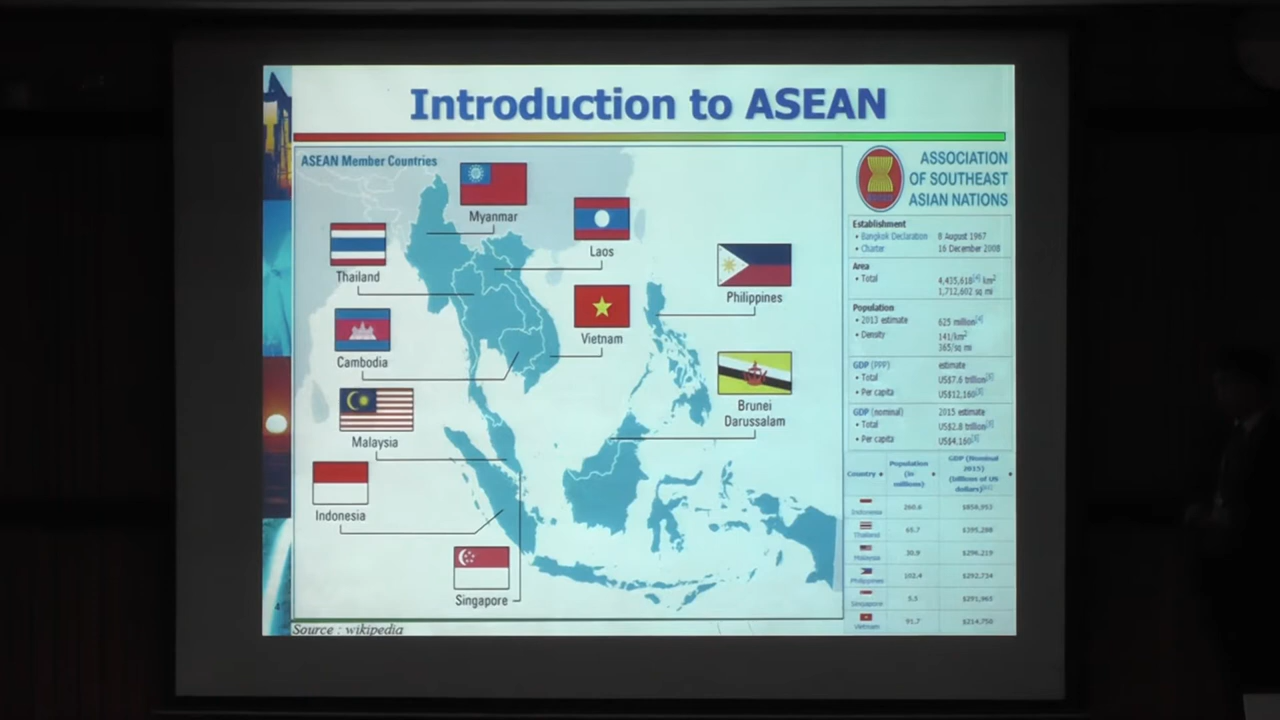 Introduction to ASEAN
ASEAN Member Countries
Myanmar
Laos
Thailand
Philippines
Vietnam
Cambodia
Brunei
Darussalam
Malaysia
Indonesia
Singapore
Source : wikipedia
ASSOCIATION
OF SOUTHEAST
ASIAN NATIONS
Establishment
• Bangkok Declaration 8 August 1967
• Charter 16 December 2008
Area
• Total 4,435,618[4] km2
1,712,602 sq mi
Population
• 2013 estimate 625 million[4]
• Density 141/km2
365/sq mi
GDP (PPP) estimate
• Total US$7.6 trillion[5]
• Per capita US$12,160[5]
GDP (nominal) 2015 estimate
• Total US$2.8 trillion[5]
• Per capita US$4,160[5]
Country
Population
(in
millions)
GDP (Nominal
2015)
(billions of US
dollars)
Indonesia 260.6 $858,953
Thailand 65.7 $395,288
Malaysia 30.9 $296,219
Philippines 102.4 $292,734
Singapore 5.5 $291,965
Vietnam 91.7 $214,750